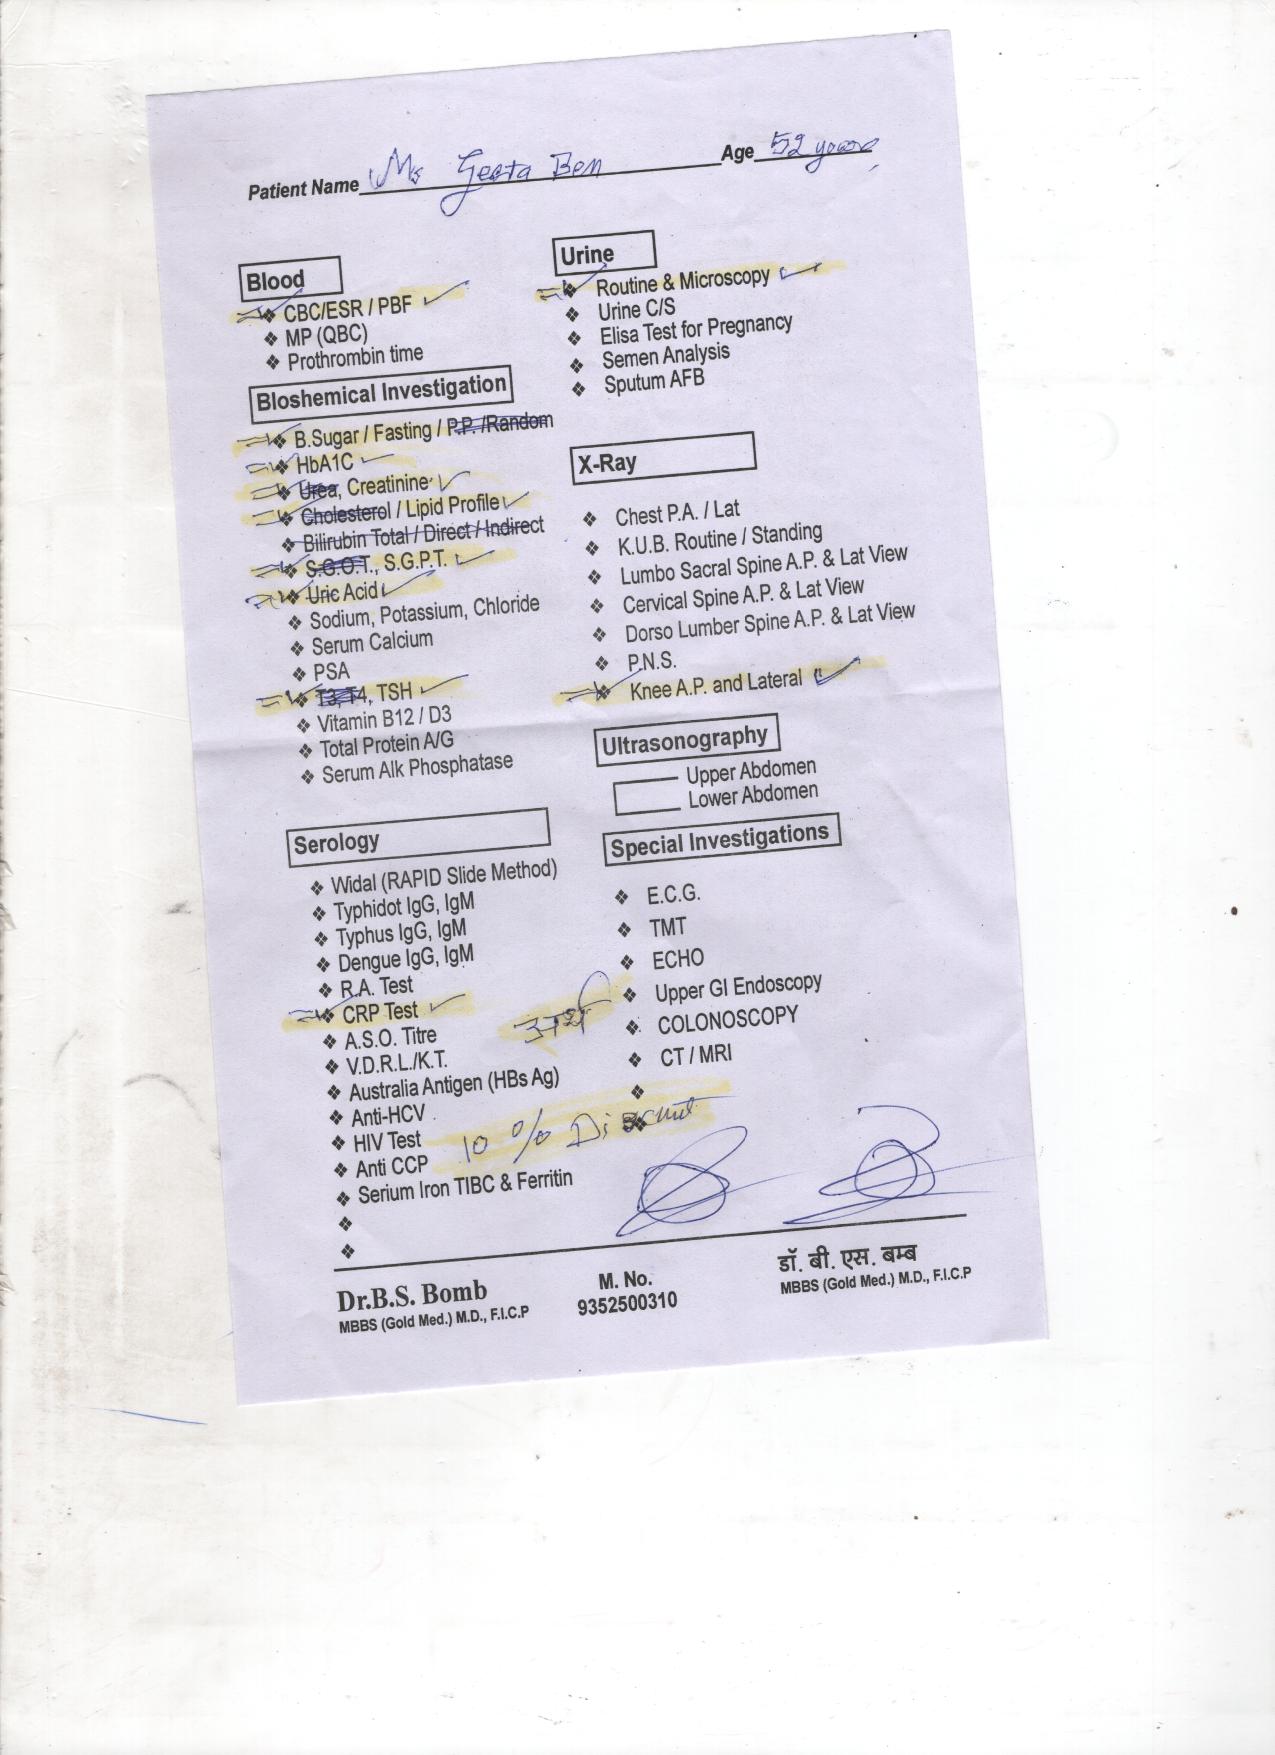 Patient Name Ms Geeta Ben Age 52 years
Blood
❖ CBC/ESR / PBF
❖ MP (QBC)
❖ Prothrombin time
Bloshemical Investigation
❖ B.Sugar / Fasting / P.P. /Random
❖ HbA1C
❖ Urea, Creatinine
❖ Cholesterol / Lipid Profile
❖ Bilirubin Total / Direct / Indirect
❖ S.G.O.T., S.G.P.T.
❖ Uric Acid
❖ Sodium, Potassium, Chloride
❖ Serum Calcium
❖ PSA
❖ T3, T4, TSH
❖ Vitamin B12 / D3
❖ Total Protein A/G
❖ Serum Alk Phosphatase
Serology
❖ Widal (RAPID Slide Method)
❖ Typhidot IgG, IgM
❖ Typhus IgG, IgM
❖ Dengue IgG, IgM
❖ R.A. Test
❖ CRP Test
❖ A.S.O. Titre
❖ V.D.R.L./K.T.
❖ Australia Antigen (HBs Ag)
❖ Anti-HCV
❖ HIV Test
❖ Anti CCP
❖ Serium Iron TIBC & Ferritin
❖
❖
Urine
❖ Routine & Microscopy
❖ Urine C/S
❖ Elisa Test for Pregnancy
❖ Semen Analysis
❖ Sputum AFB
X-Ray
❖ Chest P.A. / Lat
❖ K.U.B. Routine / Standing
❖ Lumbo Sacral Spine A.P. & Lat View
❖ Cervical Spine A.P. & Lat View
❖ Dorso Lumber Spine A.P. & Lat View
❖ P.N.S.
❖ Knee A.P. and Lateral
Ultrasonography
Upper Abdomen
Lower Abdomen
Special Investigations
❖ E.C.G.
❖ TMT
❖ ECHO
❖ Upper GI Endoscopy
❖ COLONOSCOPY
❖ CT / MRI
❖
❖
10 % Discount
Dr.B.S. Bomb
MBBS (Gold Med.) M.D., F.I.C.P
M. No.
9352500310
डॉ. बी. एस. बम्ब
MBBS (Gold Med.) M.D., F.I.C.P